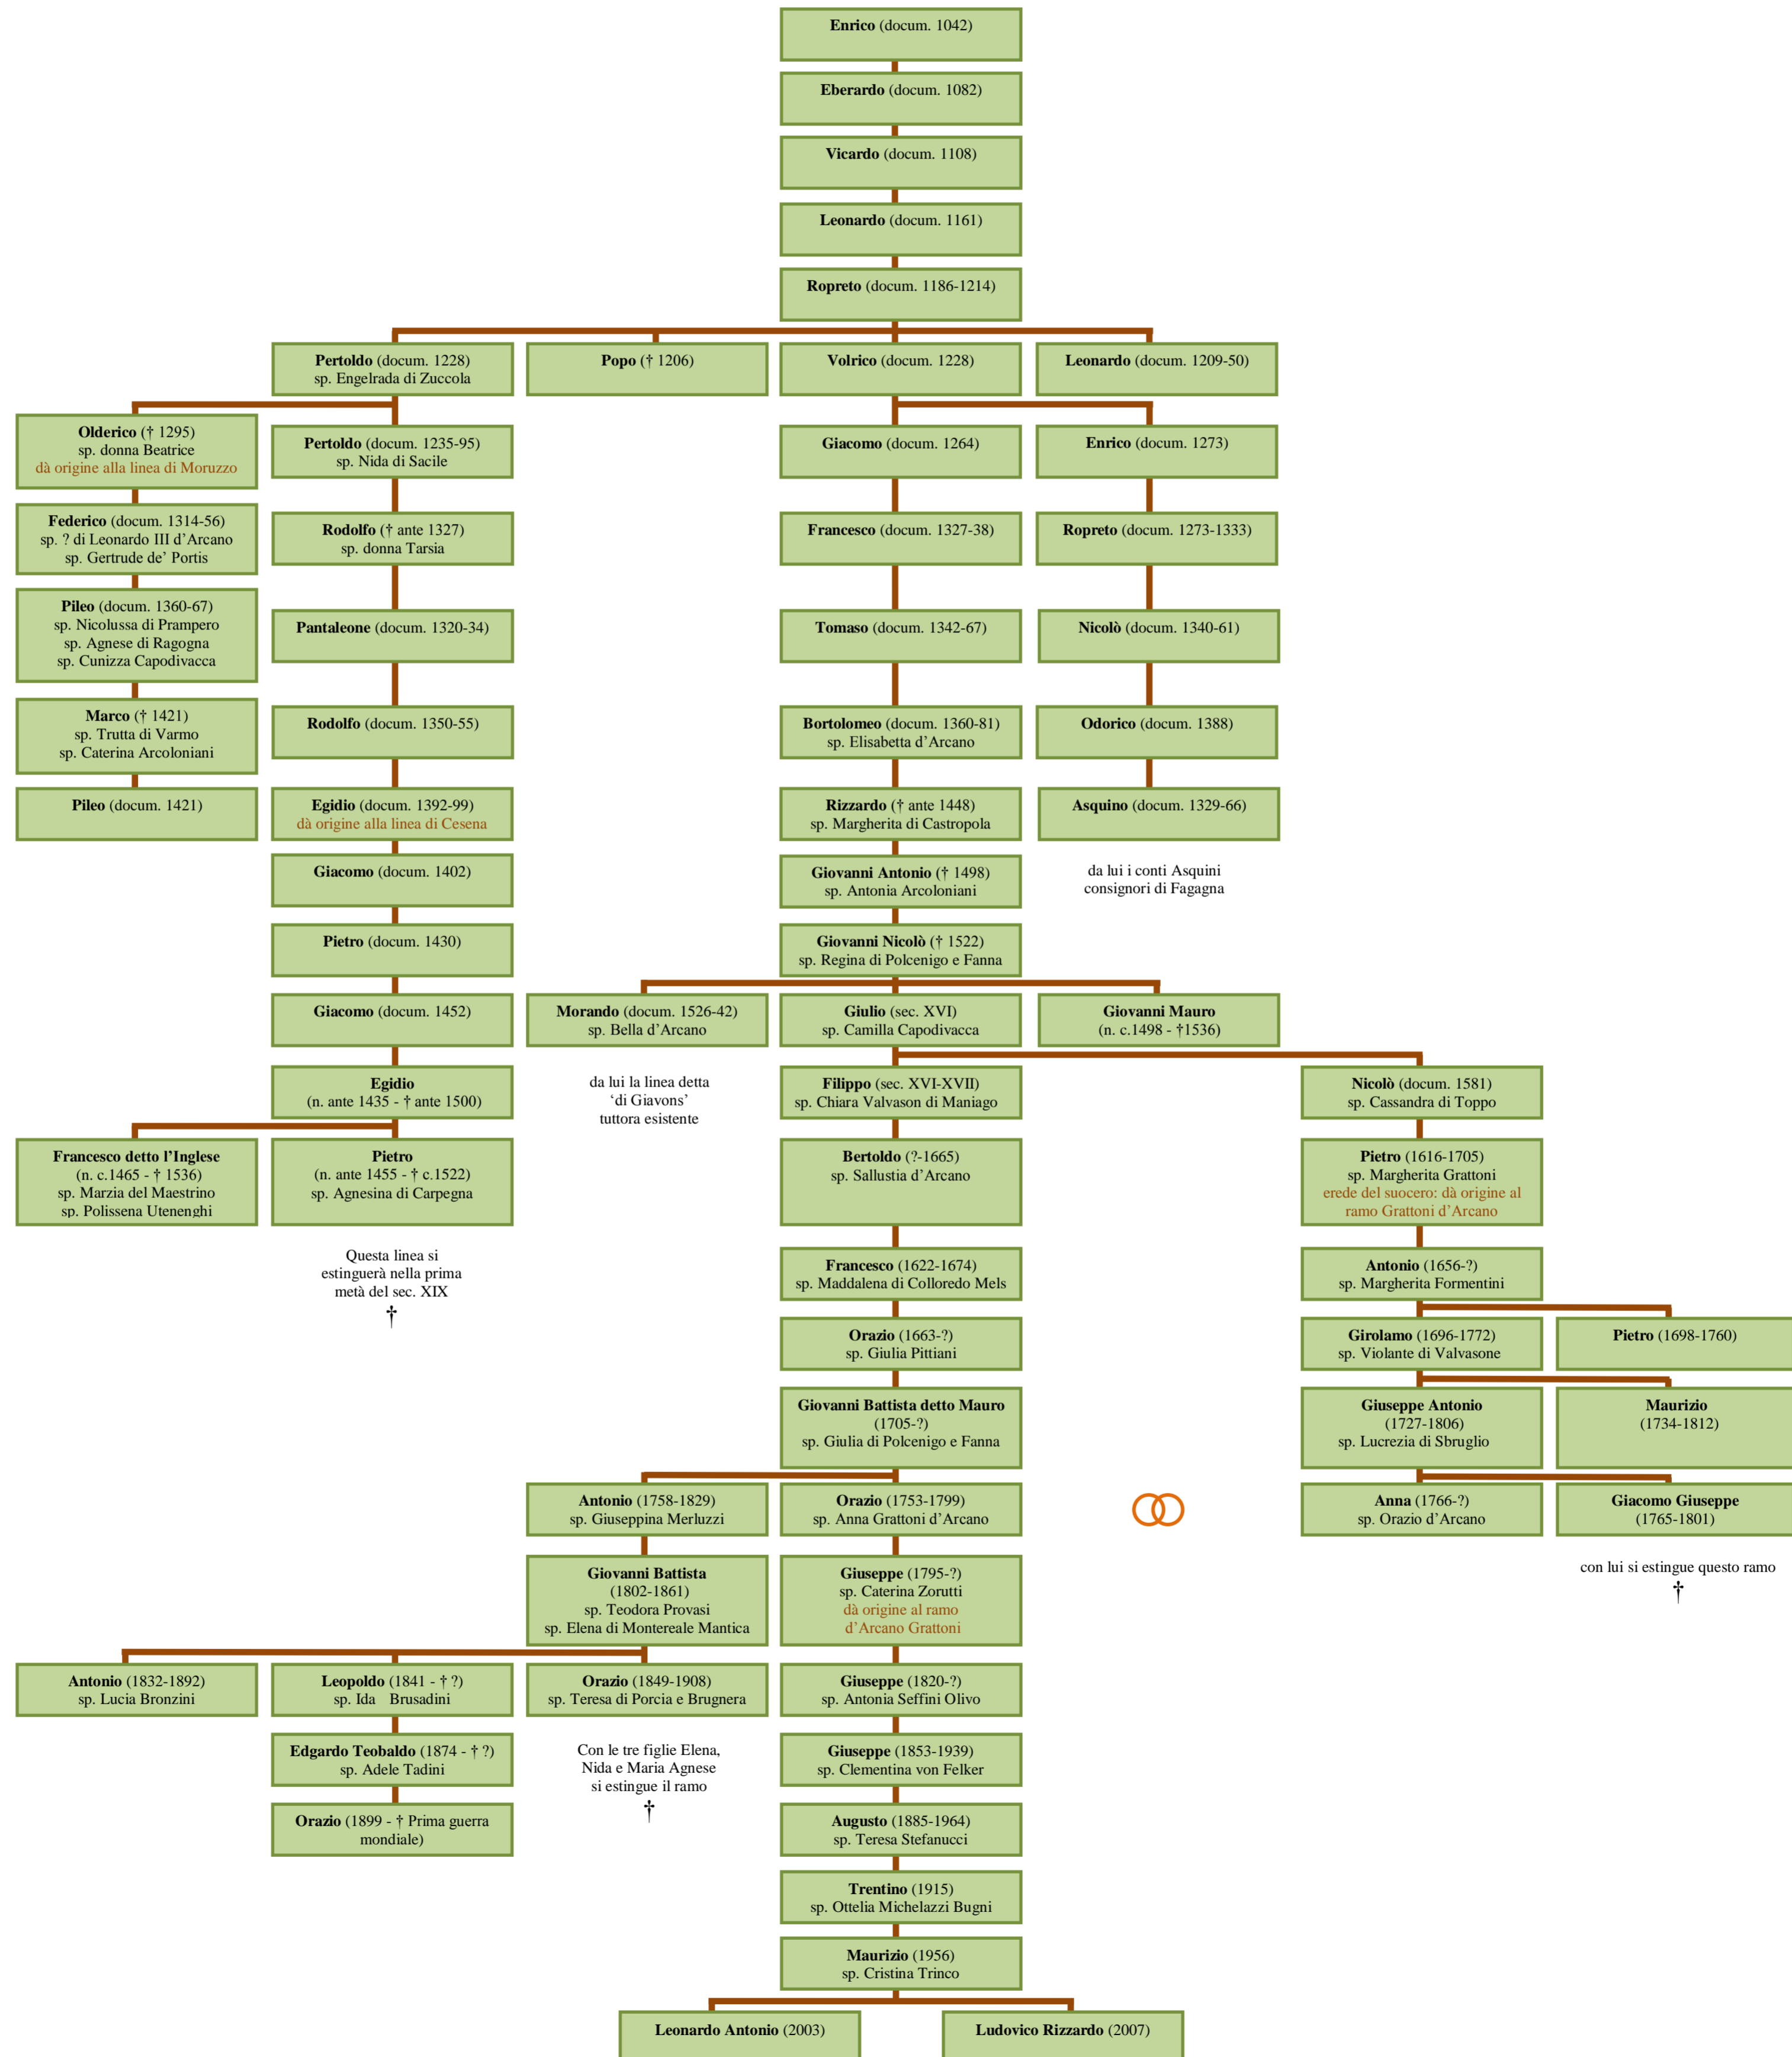 Enrico (docum. 1042)
Eberardo (docum. 1082)
Vicardo (docum. 1108)
Leonardo (docum. 1161)
Ropreto (docum. 1186-1214)
Pertoldo (docum. 1228)
sp. Engelrada di Zuccola
Popo († 1206)
Volrico (docum. 1228)
Leonardo (docum. 1209-50)
Olderico († 1295)
sp. donna Beatrice
dà origine alla linea di Moruzzo
Pertoldo (docum. 1235-95)
sp. Nida di Sacile
Giacomo (docum. 1264)
Enrico (docum. 1273)
Federico (docum. 1314-56)
sp. ? di Leonardo III d’Arcano
sp. Gertrude de’ Portis
Rodolfo († ante 1327)
sp. donna Tarsia
Francesco (docum. 1327-38)
Ropreto (docum. 1273-1333)
Pileo (docum. 1360-67)
sp. Nicolussa di Prampero
sp. Agnese di Ragogna
sp. Cunizza Capodivacca
Pantaleone (docum. 1320-34)
Tomaso (docum. 1342-67)
Nicolò (docum. 1340-61)
Marco († 1421)
sp. Trutta di Varmo
sp. Caterina Arcoloniani
Rodolfo (docum. 1350-55)
Bortolomeo (docum. 1360-81)
sp. Elisabetta d’Arcano
Odorico (docum. 1388)
Pileo (docum. 1421)
Egidio (docum. 1392-99)
dà origine alla linea di Cesena
Rizzardo († ante 1448)
sp. Margherita di Castropola
Asquino (docum. 1329-66)
Giacomo (docum. 1402)
Giovanni Antonio († 1498)
sp. Antonia Arcoloniani
da lui i conti Asquini
consignori di Fagagna
Pietro (docum. 1430)
Giovanni Nicolò († 1522)
sp. Regina di Polcenigo e Fanna
Giacomo (docum. 1452)
Morando (docum. 1526-42)
sp. Bella d’Arcano
Giulio (sec. XVI)
sp. Camilla Capodivacca
Giovanni Mauro
(n. c.1498 - †1536)
Egidio
(n. ante 1435 - † ante 1500)
da lui la linea detta
‘di Giavons’
tuttora esistente
Filippo (sec. XVI-XVII)
sp. Chiara Valvason di Maniago
Nicolò (docum. 1581)
sp. Cassandra di Toppo
Francesco detto l’Inglese
(n. c.1465 - † 1536)
sp. Marzia del Maestrino
sp. Polissena Utenenghi
Pietro
(n. ante 1455 - † c.1522)
sp. Agnesina di Carpegna
Bertoldo (?-1665)
sp. Sallustia d’Arcano
Pietro (1616-1705)
sp. Margherita Grattoni
erede del suocero: dà origine al
ramo Grattoni d’Arcano
Questa linea si
estinguerà nella prima
metà del sec. XIX
†
Francesco (1622-1674)
sp. Maddalena di Colloredo Mels
Antonio (1656-?)
sp. Margherita Formentini
Orazio (1663-?)
sp. Giulia Pittiani
Girolamo (1696-1772)
sp. Violante di Valvasone
Pietro (1698-1760)
Giovanni Battista detto Mauro
(1705-?)
sp. Giulia di Polcenigo e Fanna
Giuseppe Antonio
(1727-1806)
sp. Lucrezia di Sbruglio
Maurizio
(1734-1812)
Antonio (1758-1829)
sp. Giuseppina Merluzzi
Orazio (1753-1799)
sp. Anna Grattoni d’Arcano
Anna (1766-?)
sp. Orazio d’Arcano
Giacomo Giuseppe
(1765-1801)
Giovanni Battista
(1802-1861)
sp. Teodora Provasi
sp. Elena di Montereale Mantica
Giuseppe (1795-?)
sp. Caterina Zorutti
dà origine al ramo
d’Arcano Grattoni
con lui si estingue questo ramo
†
Antonio (1832-1892)
sp. Lucia Bronzini
Leopoldo (1841 - † ?)
sp. Ida Brusadini
Orazio (1849-1908)
sp. Teresa di Porcia e Brugnera
Giuseppe (1820-?)
sp. Antonia Seffini Olivo
Edgardo Teobaldo (1874 - † ?)
sp. Adele Tadini
Con le tre figlie Elena,
Nida e Maria Agnese
si estingue il ramo
†
Giuseppe (1853-1939)
sp. Clementina von Felker
Orazio (1899 - † Prima guerra
mondiale)
Augusto (1885-1964)
sp. Teresa Stefanucci
Trentino (1915)
sp. Ottelia Michelazzi Bugni
Maurizio (1956)
sp. Cristina Trinco
Leonardo Antonio (2003)
Ludovico Rizzardo (2007)